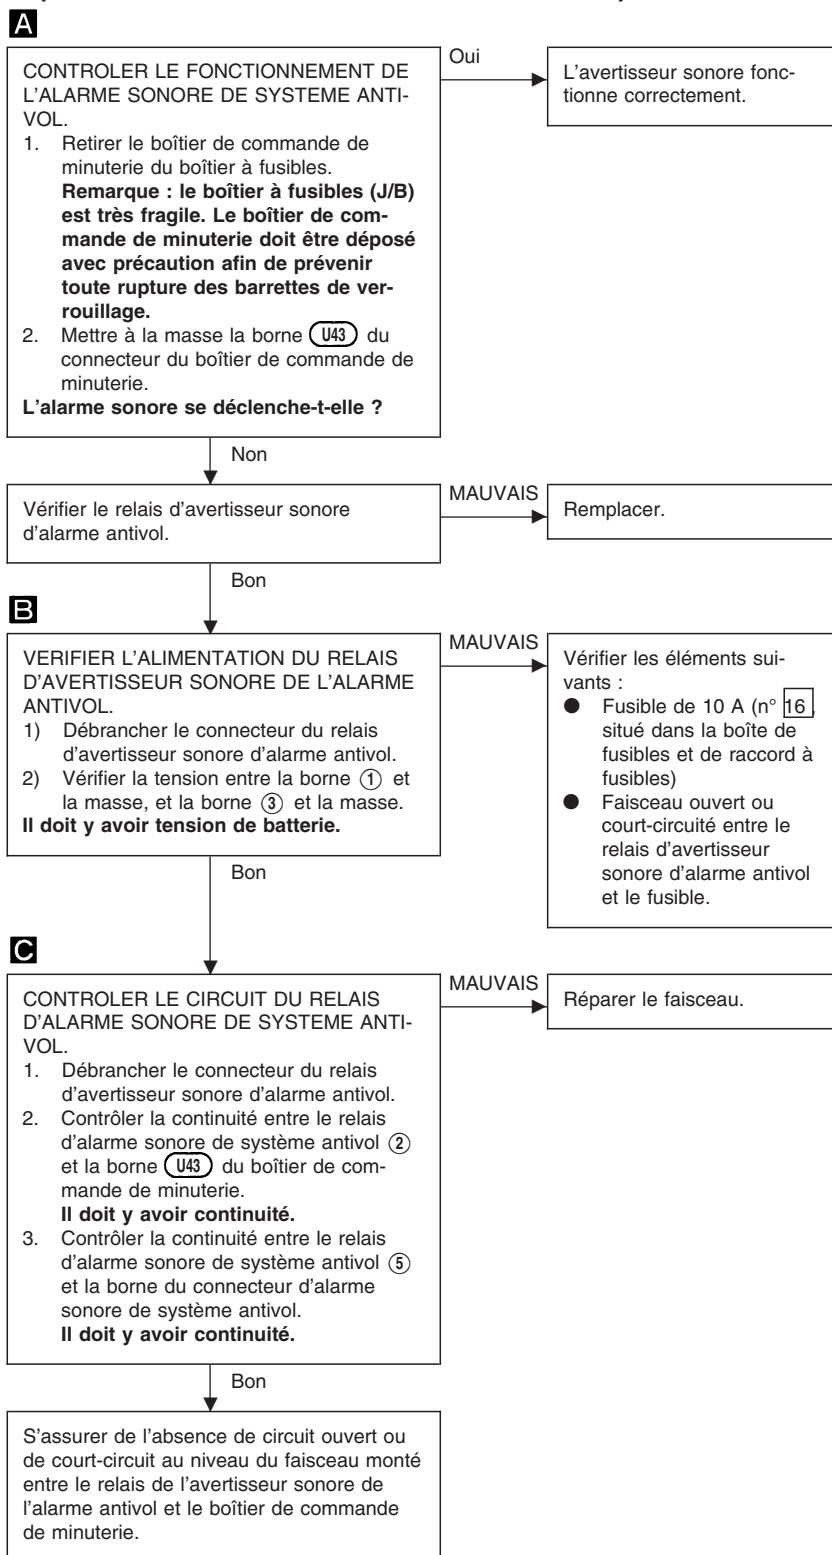 A
CONTROLER LE FONCTIONNEMENT DE
L'ALARME SONORE DE SYSTEME ANTI-
VOL.
1. Retirer le boîtier de commande de
minuterie du boîtier à fusibles.
Remarque : le boîtier à fusibles (J/B)
est très fragile. Le boîtier de com-
mande de minuterie doit être déposé
avec précaution afin de prévenir
toute rupture des barrettes de ver-
rouillage.
2. Mettre à la masse la borne U43 du
connecteur du boîtier de commande de
minuterie.
L'alarme sonore se déclenche-t-elle ?
Oui
L'avertisseur sonore fonc-
tionne correctement.
Non
Vérifier le relais d'avertisseur sonore
d'alarme antivol.
MAUVAIS
Remplacer.
Bon
B
VERIFIER L'ALIMENTATION DU RELAIS
D'AVERTISSEUR SONORE DE L'ALARME
ANTIVOL.
1) Débrancher le connecteur du relais
d'avertisseur sonore d'alarme antivol.
2) Vérifier la tension entre la borne ① et
la masse, et la borne ③ et la masse.
Il doit y avoir tension de batterie.
MAUVAIS
Vérifier les éléments sui-
vants :
● Fusible de 10 A (n° 16 ,
situé dans la boîte de
fusibles et de raccord à
fusibles)
● Faisceau ouvert ou
court-circuité entre le
relais d'avertisseur
sonore d'alarme antivol
et le fusible.
Bon
C
CONTROLER LE CIRCUIT DU RELAIS
D'ALARME SONORE DE SYSTEME ANTI-
VOL.
1. Débrancher le connecteur du relais
d'avertisseur sonore d'alarme antivol.
2. Contrôler la continuité entre le relais
d'alarme sonore de système antivol ②
et la borne U43 du boîtier de com-
mande de minuterie.
Il doit y avoir continuité.
3. Contrôler la continuité entre le relais
d'alarme sonore de système antivol ⑤
et la borne du connecteur d'alarme
sonore de système antivol.
Il doit y avoir continuité.
MAUVAIS
Réparer le faisceau.
Bon
S'assurer de l'absence de circuit ouvert ou
de court-circuit au niveau du faisceau monté
entre le relais de l'avertisseur sonore de
l'alarme antivol et le boîtier de commande
de minuterie.